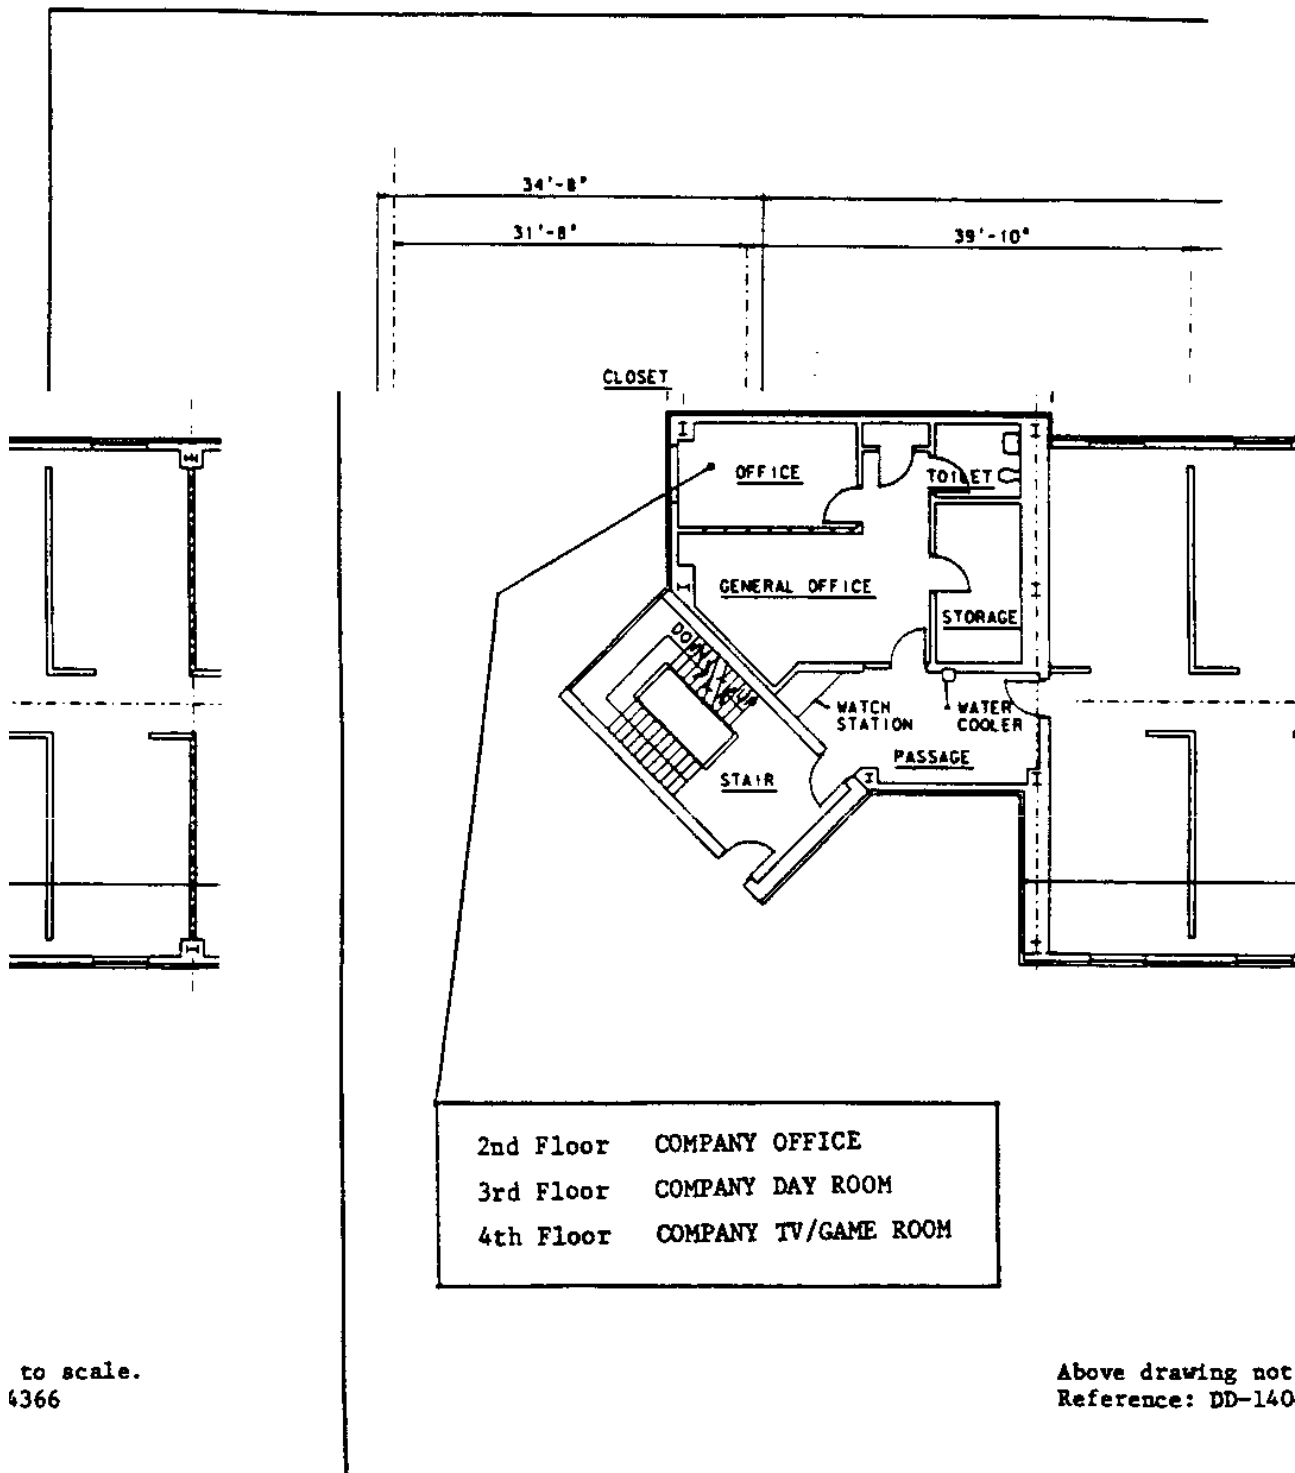 34'-8"
31'-8"
39'-10"
CLOSET
OFFICE
TOILET
GENERAL OFFICE
STORAGE
DOWN
UP
WATCH
STATION
WATER
COOLER
PASSAGE
STAIR
2nd Floor COMPANY OFFICE
3rd Floor COMPANY DAY ROOM
4th Floor COMPANY TV/GAME ROOM
to scale.
4366
Above drawing not
Reference: DD-140